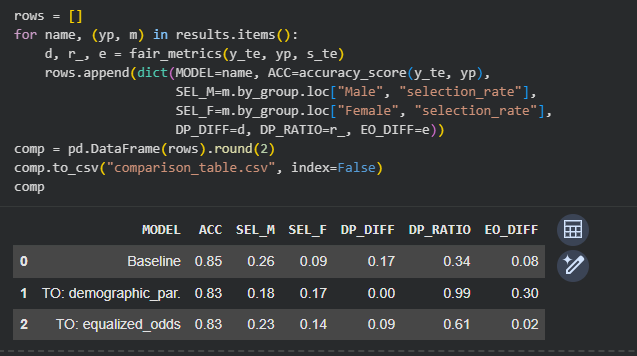 rows = []
for name, (yp, m) in results.items():
    d, r_, e = fair_metrics(y_te, yp, s_te)
    rows.append(dict(MODEL=name, ACC=accuracy_score(y_te, yp),
                     SEL_M=m.by_group.loc["Male", "selection_rate"],
                     SEL_F=m.by_group.loc["Female", "selection_rate"],
                     DP_DIFF=d, DP_RATIO=r_, EO_DIFF=e))
comp = pd.DataFrame(rows).round(2)
comp.to_csv("comparison_table.csv", index=False)
comp
MODEL ACC SEL_M SEL_F DP_DIFF DP_RATIO EO_DIFF
0 Baseline 0.85 0.26 0.09 0.17 0.34 0.08
1 TO: demographic_par. 0.83 0.18 0.17 0.00 0.99 0.30
2 TO: equalized_odds 0.83 0.23 0.14 0.09 0.61 0.02